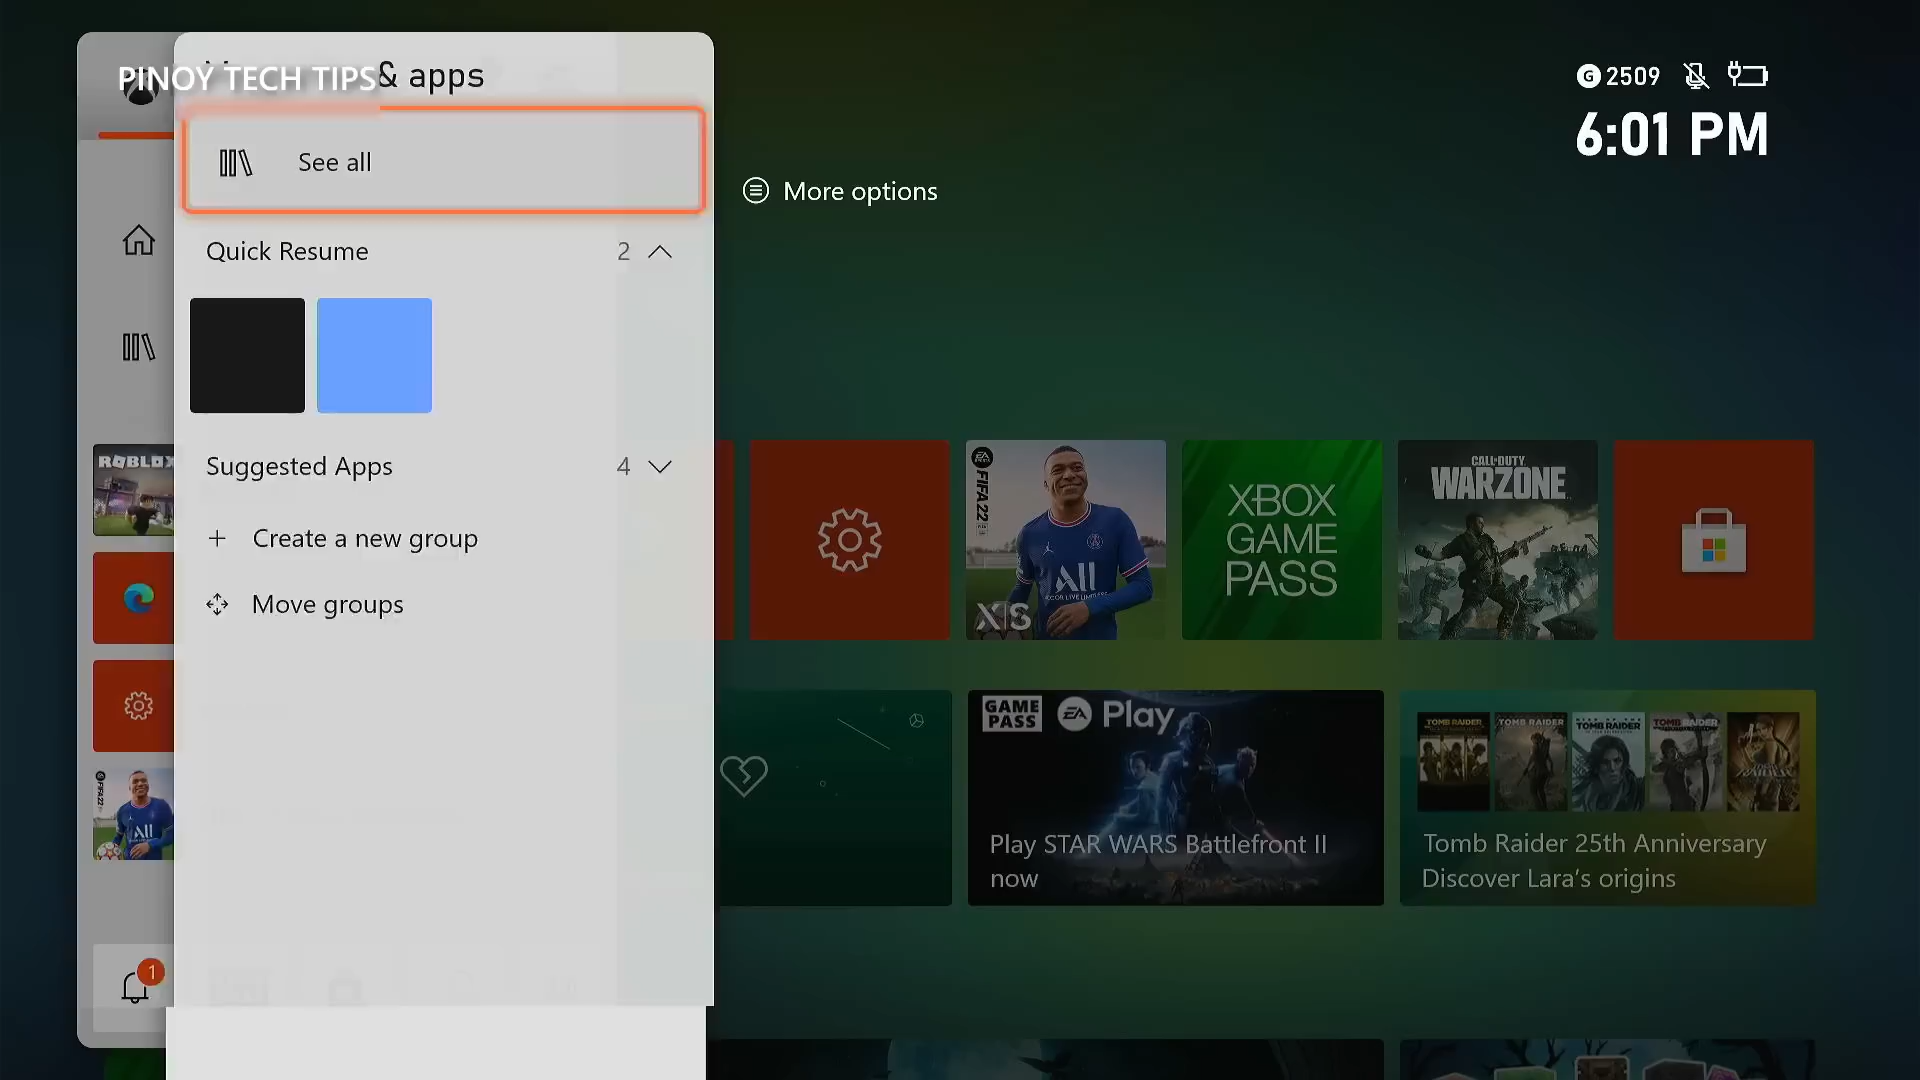 PINOY TECH TIPS
& apps
See all
Quick Resume 2
Suggested Apps 4
+ Create a new group
Move groups
1
More options
G 2509
6:01 PM
ROBLOX
FIFA 22
FIFA 22
X|S
XBOX
GAME
PASS
CALL OF DUTY
WARZONE
GAME
PASS
EA Play
Play STAR WARS Battlefront II
now
TOMB RAIDER
TOMB RAIDER
TOMB RAIDER
TOMB RAIDER
Tomb Raider 25th Anniversary
Discover Lara's origins